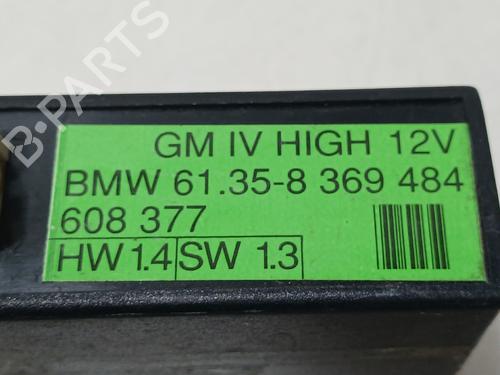 B-PARTS
GM IV HIGH 12V
BMW 61.35-8 369 484
608 377
HW 1.4 SW 1.3